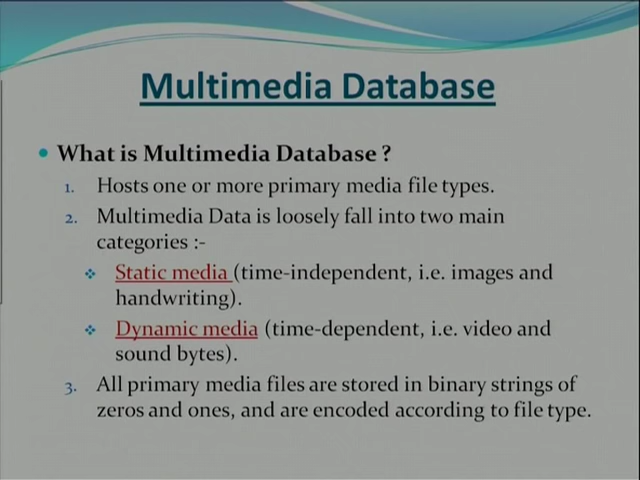 Multimedia Database
• What is Multimedia Database ?
1. Hosts one or more primary media file types.
2. Multimedia Data is loosely fall into two main
categories :-
❖ Static media (time-independent, i.e. images and
handwriting).
❖ Dynamic media (time-dependent, i.e. video and
sound bytes).
3. All primary media files are stored in binary strings of
zeros and ones, and are encoded according to file type.